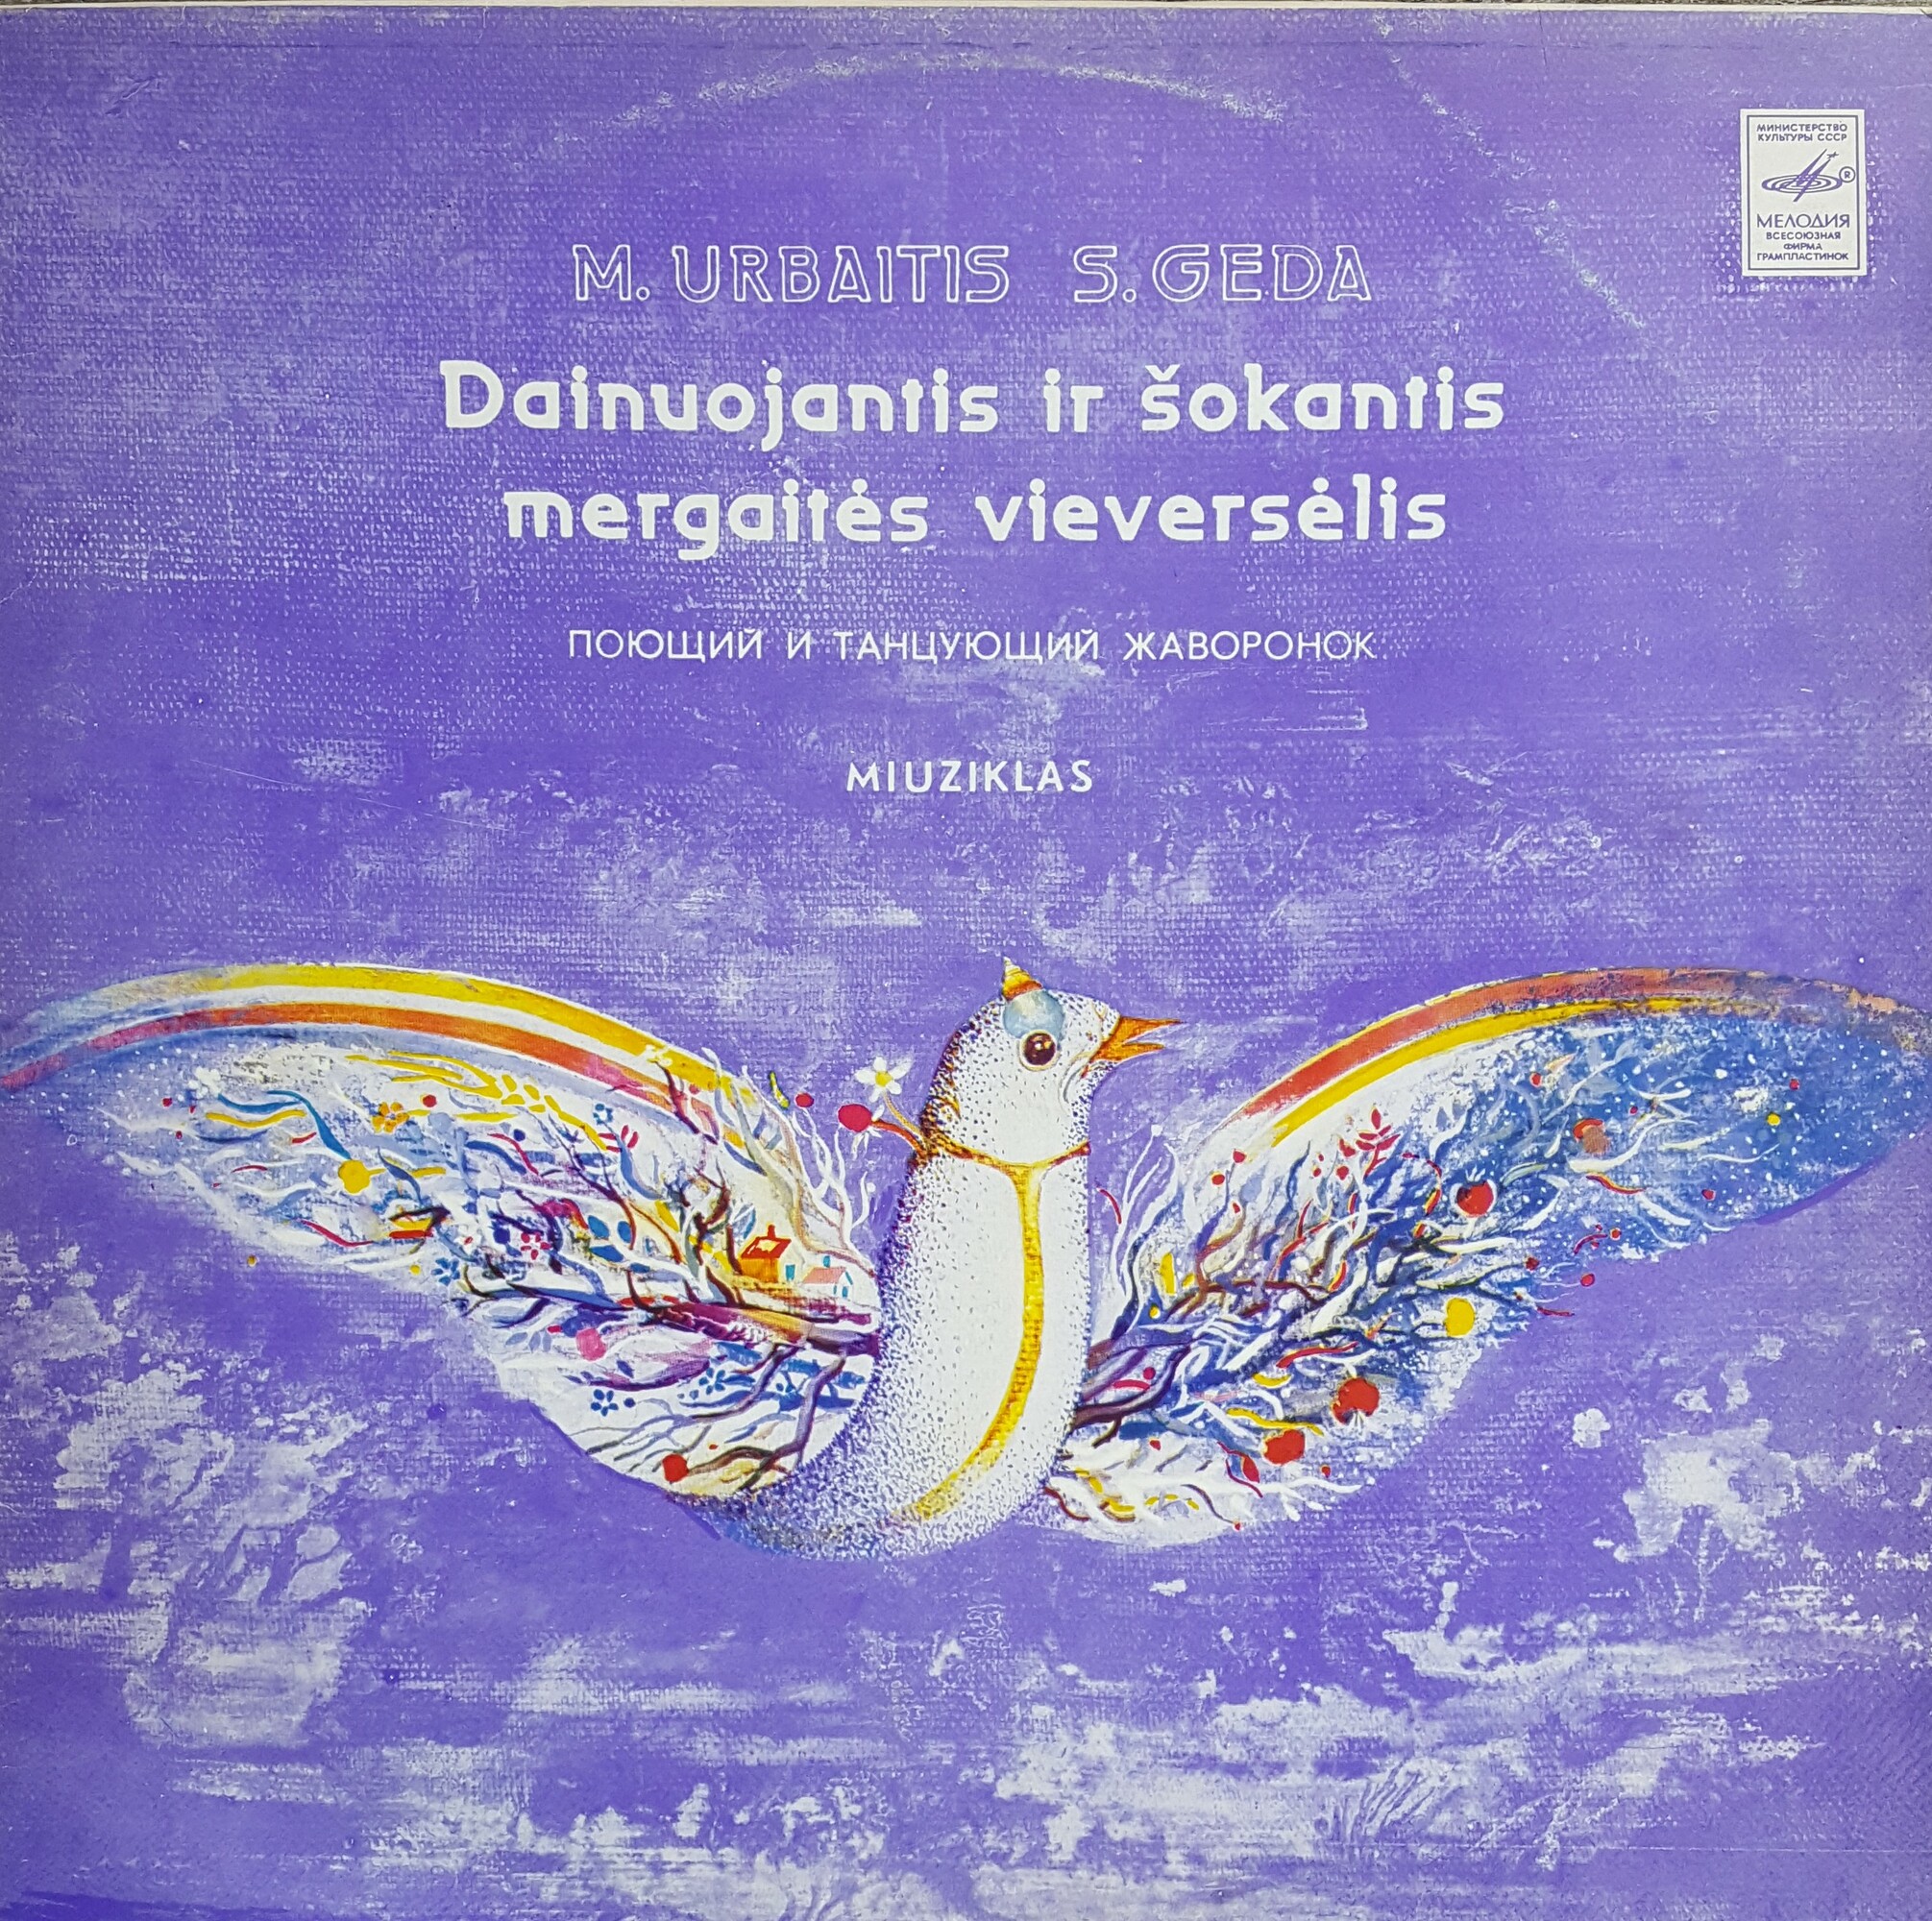 МИНИСТЕРСТВО
КУЛЬТУРЫ СССР
®
МЕЛОДИЯ
ВСЕСОЮЗНАЯ
ФИРМА
ГРАМПЛАСТИНОК
M. URBAITIS S. GEDA
Dainuojantis ir šokantis
mergaitės vieversėlis
ПОЮЩИЙ И ТАНЦУЮЩИЙ ЖАВОРОНОК
MIUZIKLAS